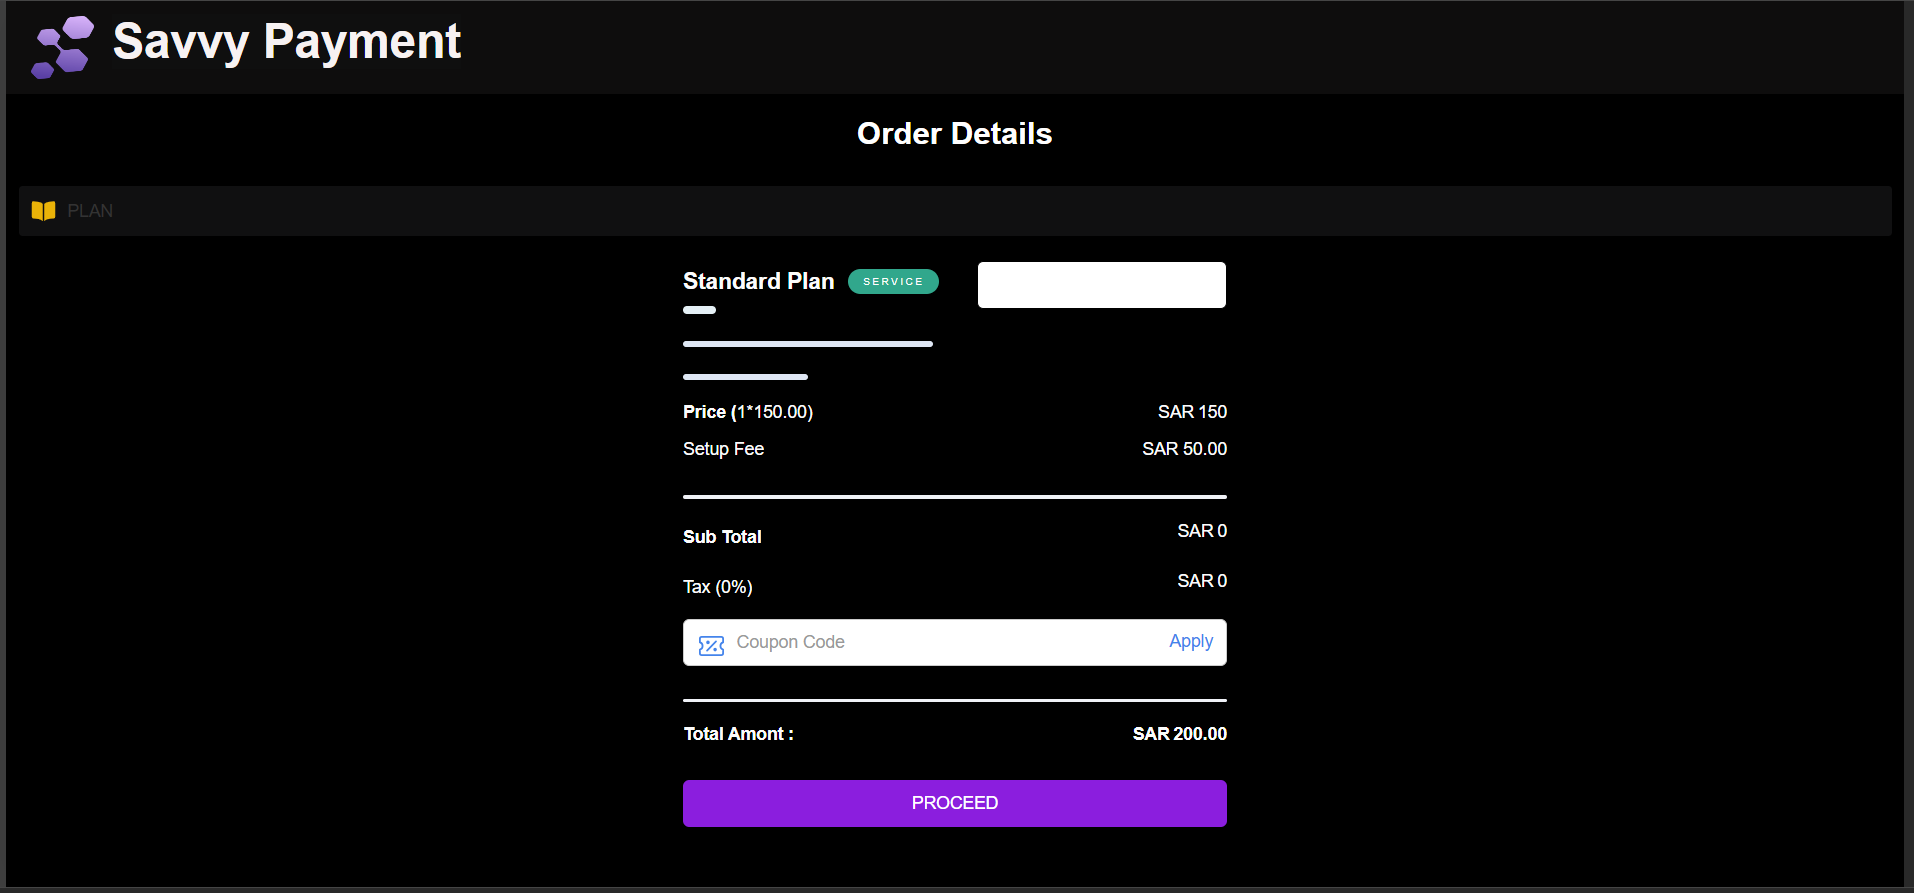 Savvy Payment
Order Details
PLAN
Standard Plan SERVICE
Price (1*150.00) SAR 150
Setup Fee SAR 50.00
Sub Total SAR 0
Tax (0%) SAR 0
Coupon Code Apply
Total Amont : SAR 200.00
PROCEED